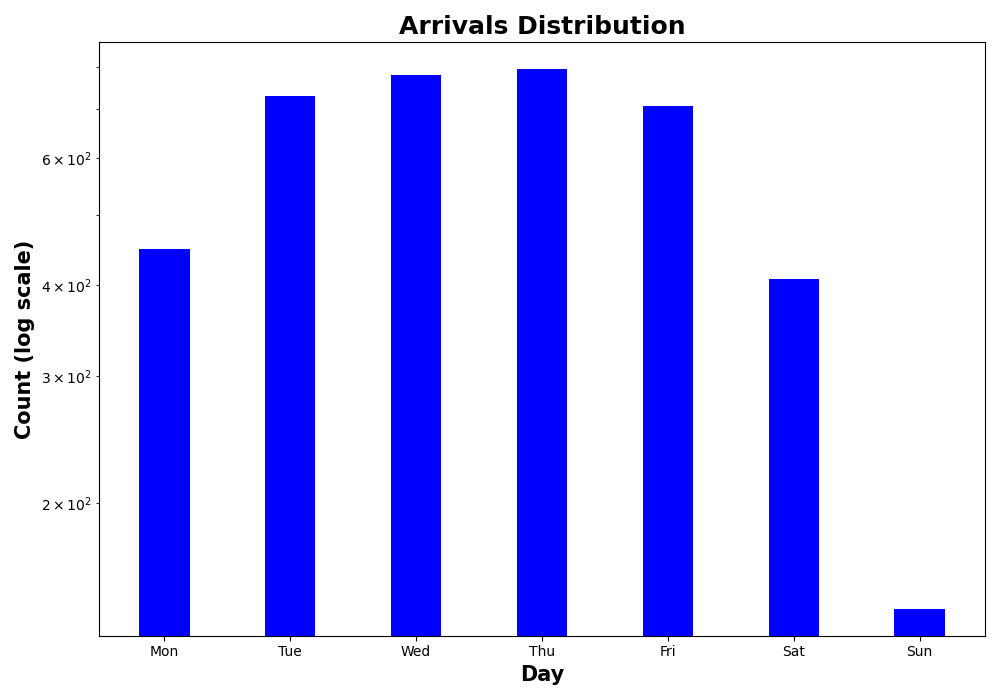 Arrivals Distribution
Count (log scale)
6 × 10²
4 × 10²
3 × 10²
2 × 10²
Mon Tue Wed Thu Fri Sat Sun
Day